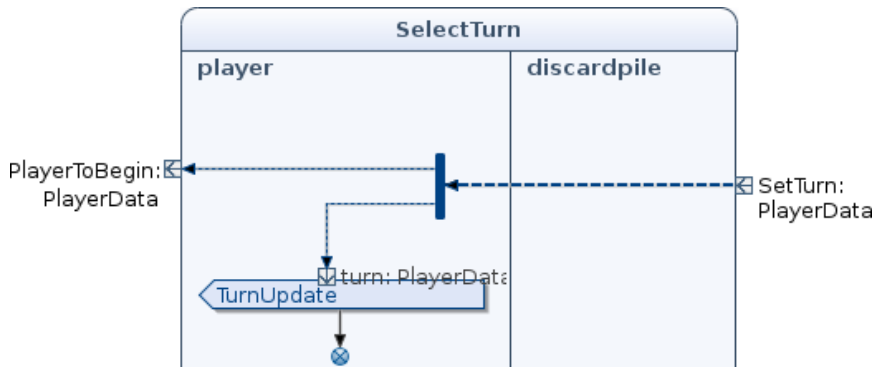 SelectTurn
player
discardpile
PlayerToBegin:
PlayerData
SetTurn:
PlayerData
turn: PlayerData
TurnUpdate